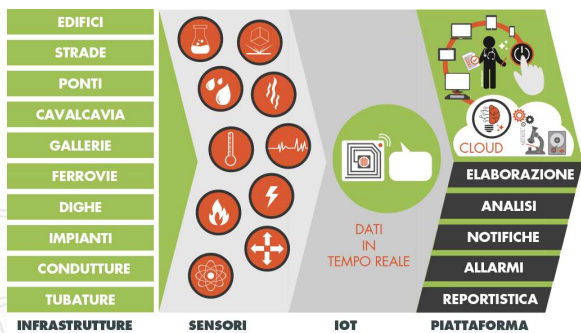 EDIFICI
STRADE
PONTI
CAVALCAVIA
GALLERIE
FERROVIE
DIGHE
IMPIANTI
CONDUTTURE
TUBATURE
INFRASTRUTTURE
SENSORI
DATI
IN
TEMPO REALE
IOT
CLOUD
ELABORAZIONE
ANALISI
NOTIFICHE
ALLARMI
REPORTISTICA
PIATTAFORMA